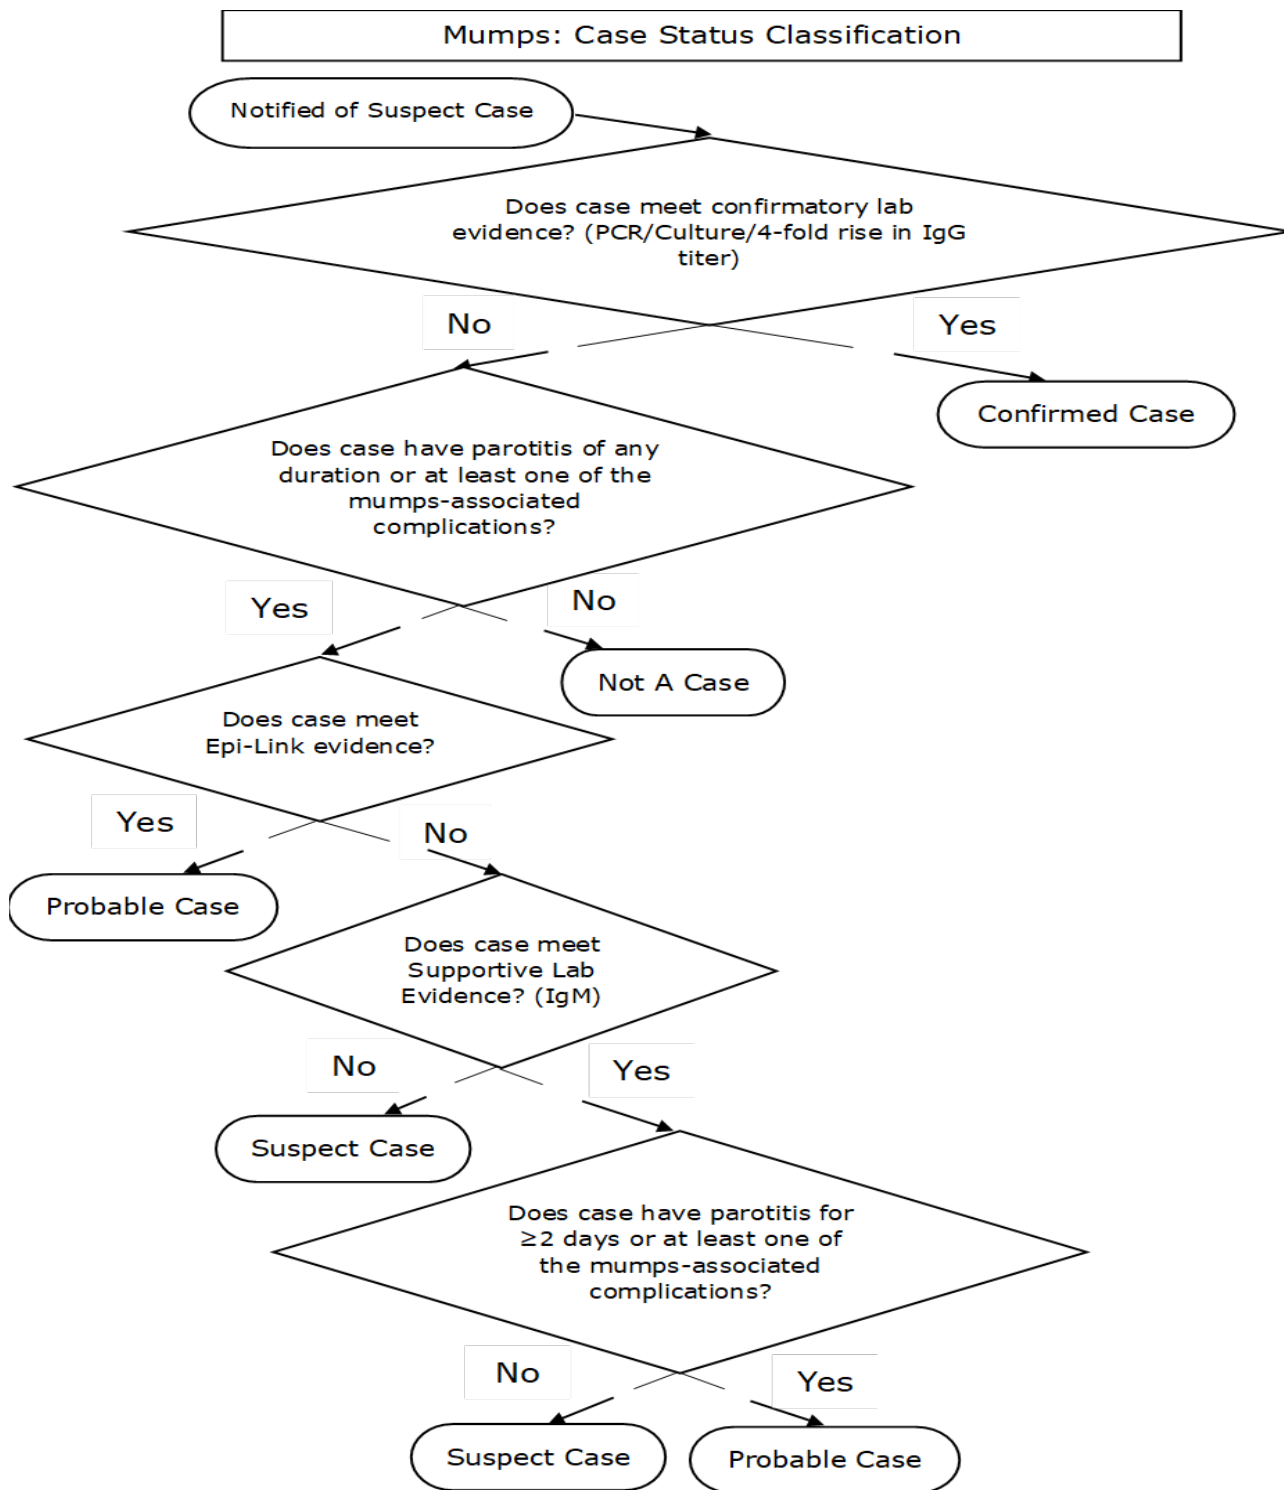 Mumps: Case Status Classification
Notified of Suspect Case
Does case meet confirmatory lab
evidence? (PCR/Culture/4-fold rise in IgG
titer)
No
Yes
Confirmed Case
Does case have parotitis of any
duration or at least one of the
mumps-associated
complications?
Yes
No
Not A Case
Does case meet
Epi-Link evidence?
Yes
No
Probable Case
Does case meet
Supportive Lab
Evidence? (IgM)
No
Yes
Suspect Case
Does case have parotitis for
≥2 days or at least one of
the mumps-associated
complications?
No
Yes
Suspect Case
Probable Case